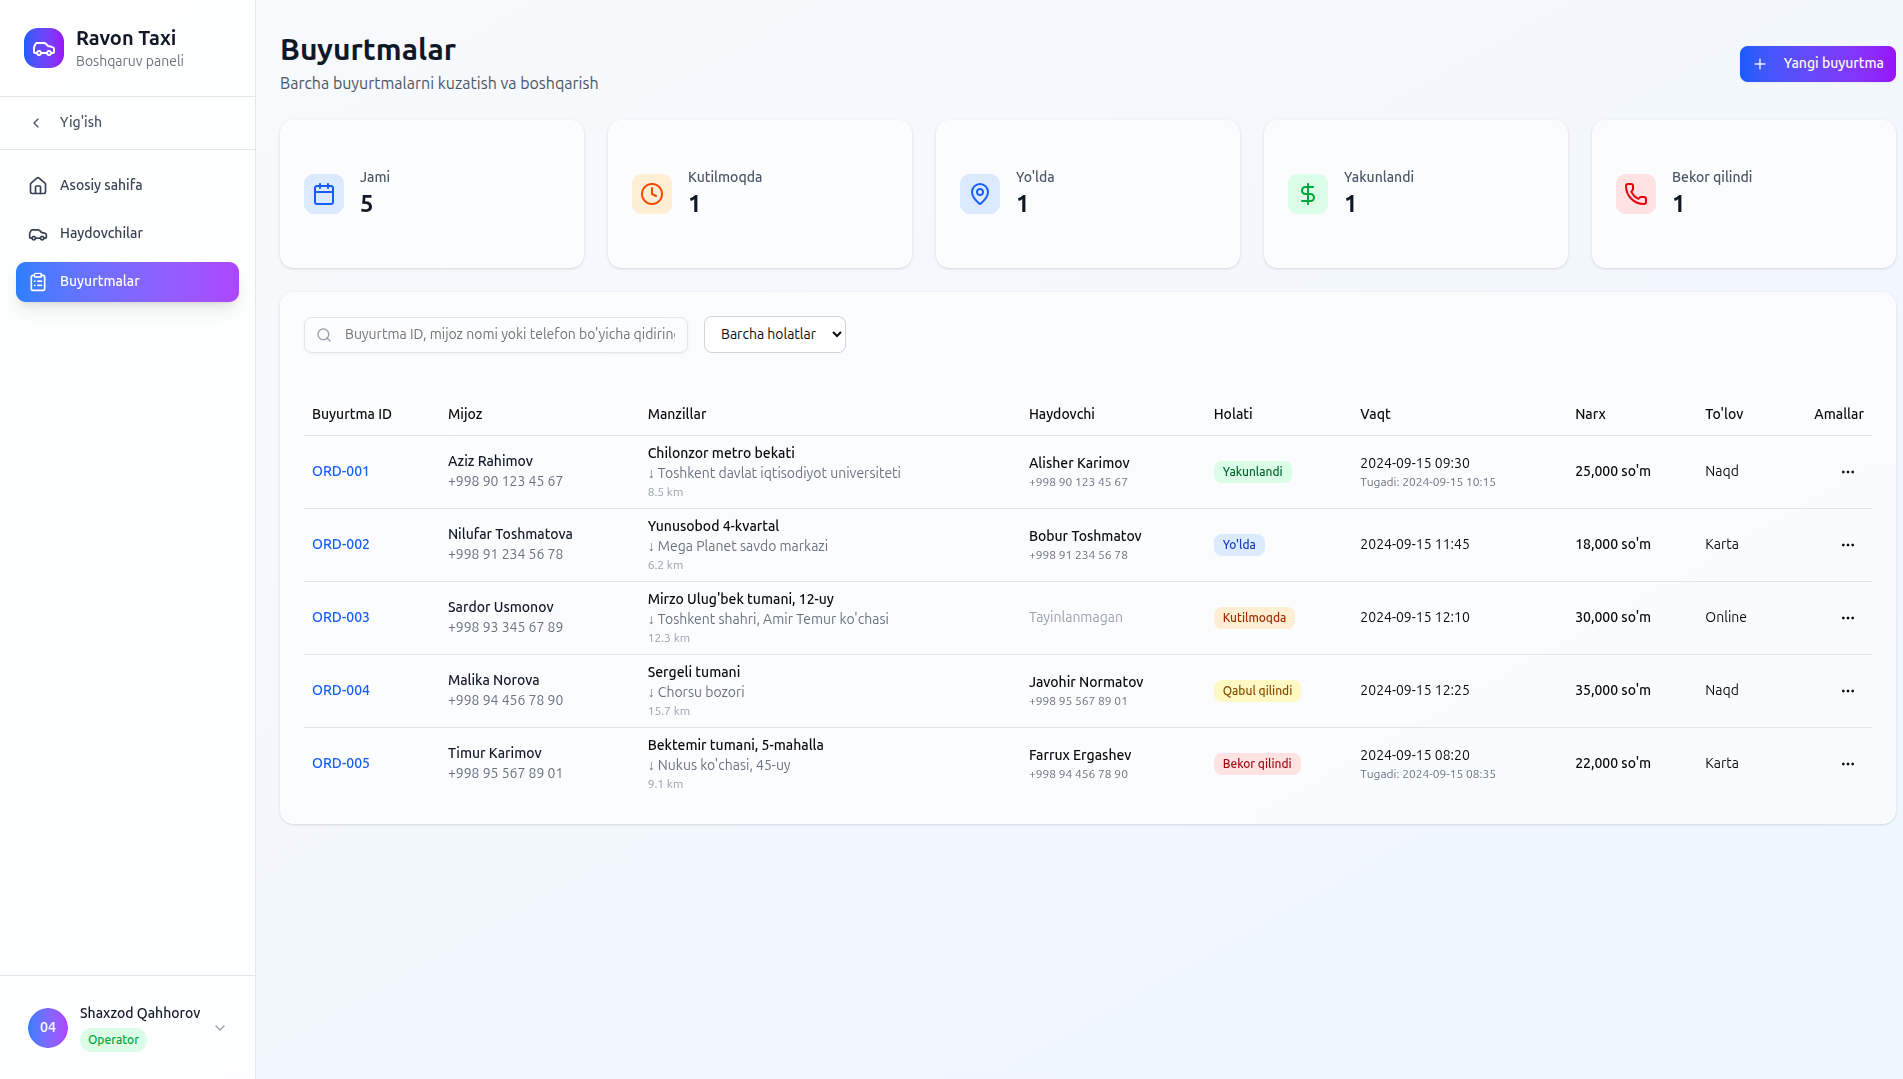 Ravon Taxi
Boshqaruv paneli
Yig'ish
Asosiy sahifa
Haydovchilar
Buyurtmalar
04
Shaxzod Qahhorov
Operator
Buyurtmalar
Barcha buyurtmalarni kuzatish va boshqarish
Yangi buyurtma
Jami
5
Kutilmoqda
1
Yo'lda
1
Yakunlandi
1
Bekor qilindi
1
Buyurtma ID, mijoz nomi yoki telefon bo'yicha
Barcha holatlar
Buyurtma ID Mijoz Manzillar Haydovchi Holati Vaqt Narx To'lov Amallar
ORD-001
Aziz Rahimov
+998 90 123 45 67
Chilonzor metro bekati
↓ Toshkent davlat iqtisodiyot universiteti
8.5 km
Alisher Karimov
+998 90 123 45 67
Yakunlandi
2024-09-15 09:30
Tugadi: 2024-09-15 10:15
25,000 so'm
Naqd
ORD-002
Nilufar Toshmatova
+998 91 234 56 78
Yunusobod 4-kvartal
↓ Mega Planet savdo markazi
6.2 km
Bobur Toshmatov
+998 91 234 56 78
Yo'lda
2024-09-15 11:45
18,000 so'm
Karta
ORD-003
Sardor Usmonov
+998 93 345 67 89
Mirzo Ulug'bek tumani, 12-uy
↓ Toshkent shahri, Amir Temur ko'chasi
12.3 km
Tayinlanmagan
Kutilmoqda
2024-09-15 12:10
30,000 so'm
Online
ORD-004
Malika Norova
+998 94 456 78 90
Sergeli tumani
↓ Chorsu bozori
15.7 km
Javohir Normatov
+998 95 567 89 01
Qabul qilindi
2024-09-15 12:25
35,000 so'm
Naqd
ORD-005
Timur Karimov
+998 95 567 89 01
Bektemir tumani, 5-mahalla
↓ Nukus ko'chasi, 45-uy
9.1 km
Farrux Ergashev
+998 94 456 78 90
Bekor qilindi
2024-09-15 08:20
Tugadi: 2024-09-15 08:35
22,000 so'm
Karta